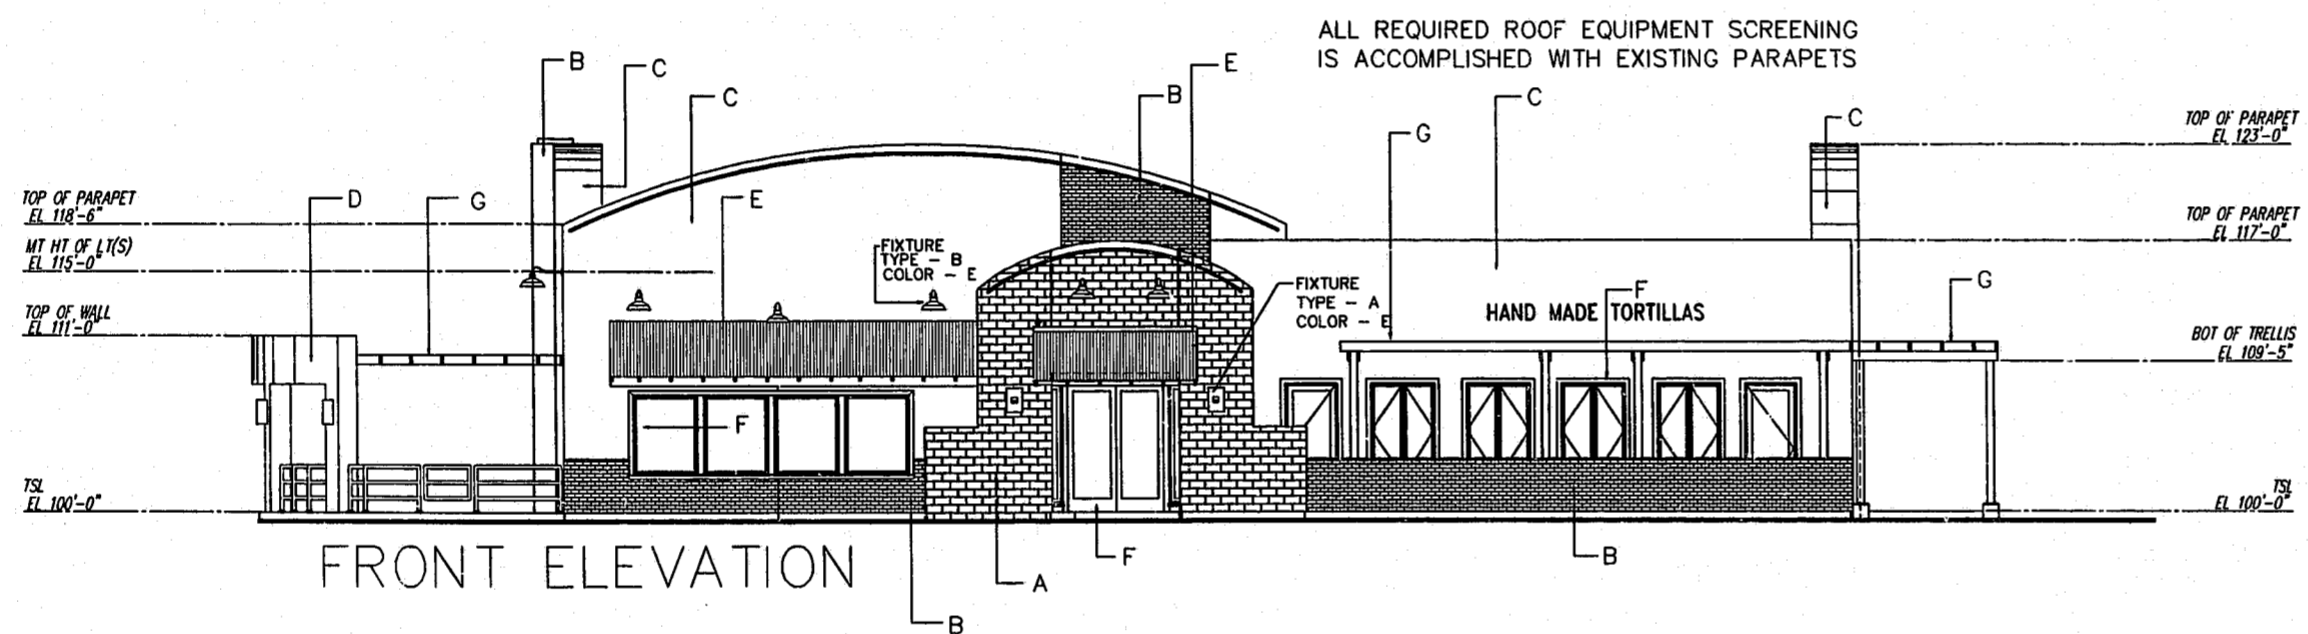 ALL REQUIRED ROOF EQUIPMENT SCREENING
IS ACCOMPLISHED WITH EXISTING PARAPETS
B
C
C
B
E
C
G
C
TOP OF PARAPET
EL 123'-0"
TOP OF PARAPET
EL 118'-6"
D
G
E
TOP OF PARAPET
EL 117'-0"
MT HT OF LT(S)
EL 115'-0"
FIXTURE
TYPE - B
COLOR - E
FIXTURE
TYPE - A
COLOR - E
F
G
HAND MADE TORTILLAS
TOP OF WALL
EL 111'-0"
BOT OF TRELLIS
EL 109'-5"
F
TSL
EL 100'-0"
TSL
EL 100'-0"
FRONT ELEVATION
F
B
A
B